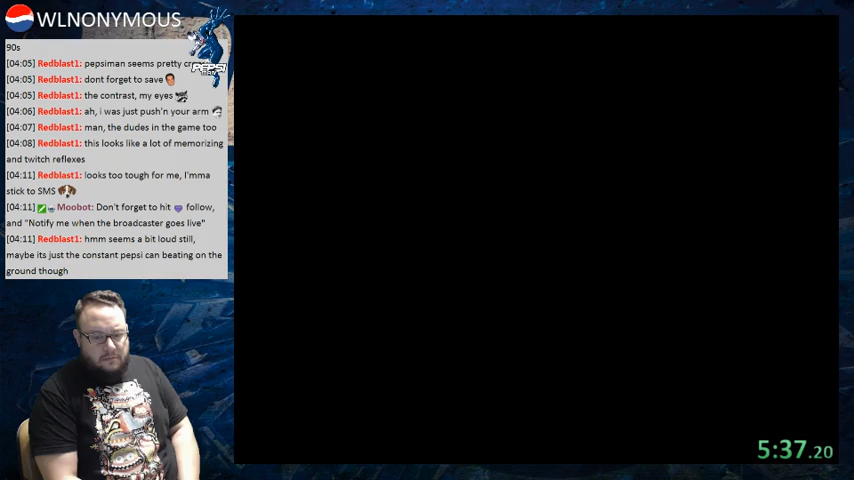 WLNONYMOUS
90s
[04:05] Redblast1: pepsiman seems pretty
PEPSI
[04:05] Redblast1: dont forget to save
[04:05] Redblast1: the contrast, my eyes
[04:06] Redblast1: ah, i was just push'n your arm
[04:07] Redblast1: man, the dudes in the game too
[04:08] Redblast1: this looks like a lot of memorizing
and twitch reflexes
[04:11] Redblast1: looks too tough for me, I'mma
stick to SMS
[04:11] Moobot: Don't forget to hit follow,
and "Notify me when the broadcaster goes live"
[04:11] Redblast1: hmm seems a bit loud still,
maybe its just the constant pepsi can beating on the
ground though
5:37.20